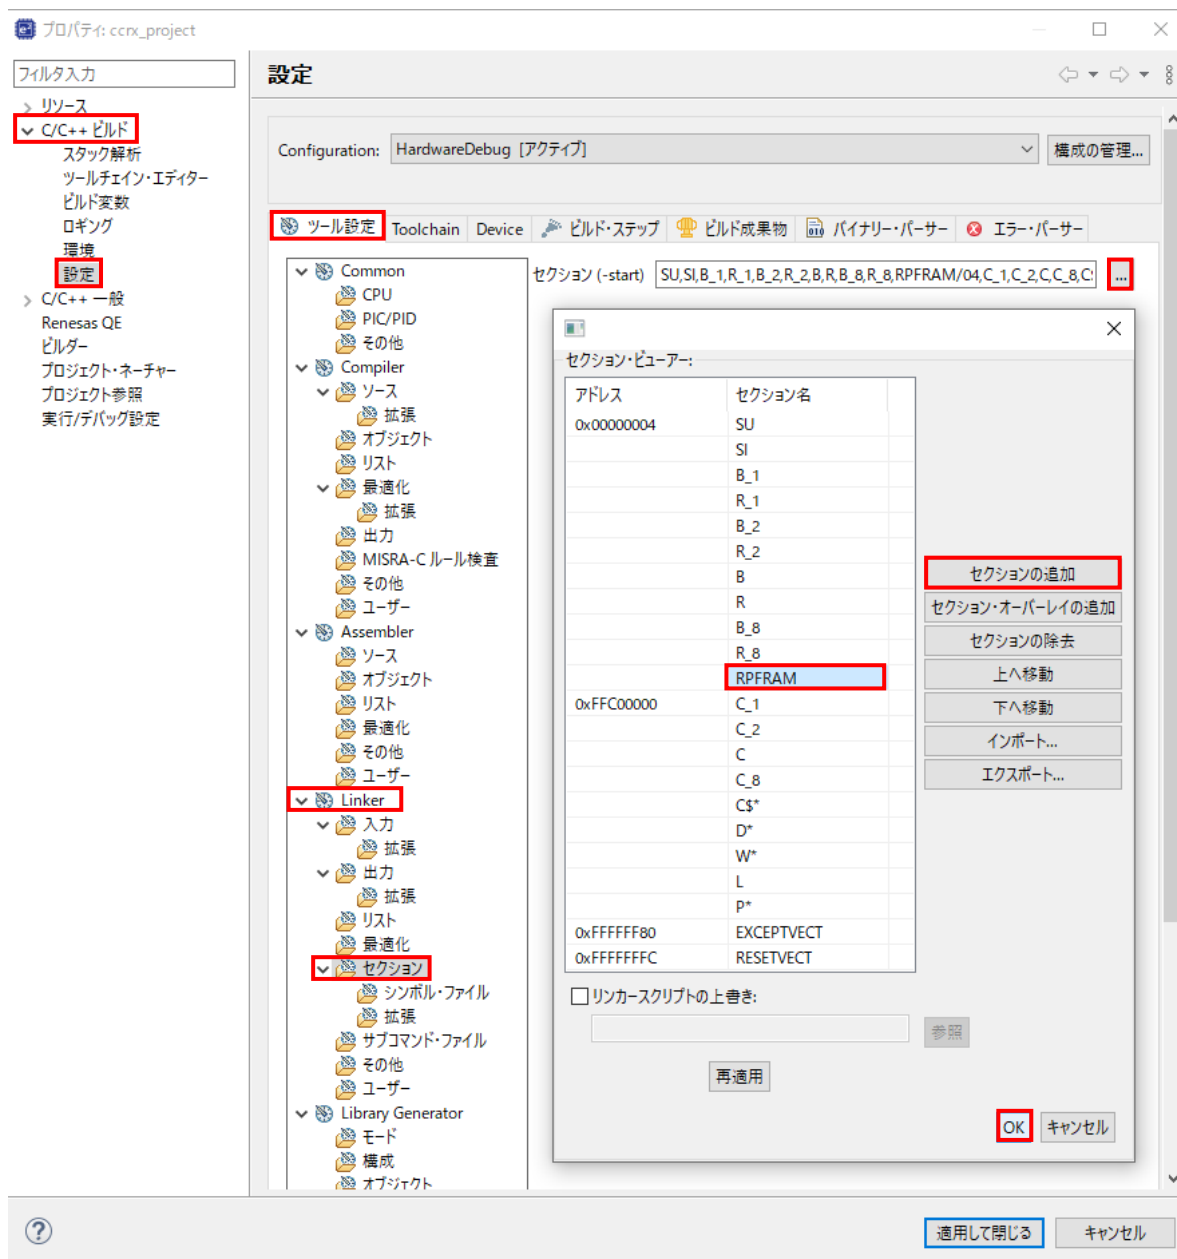 プロパティ: ccrx_project
フィルタ入力
リソース
C/C++ ビルド
スタック解析
ツールチェイン・エディター
ビルド変数
ロギング
環境
設定
C/C++ 一般
Renesas QE
ビルダー
プロジェクト・ネーチャー
プロジェクト参照
実行/デバッグ設定
設定
Configuration: HardwareDebug [アクティブ] 構成の管理...
ツール設定 Toolchain Device ビルド・ステップ ビルド成果物 バイナリー・パーサー エラー・パーサー
Common
CPU
PIC/PID
その他
Compiler
ソース
拡張
オブジェクト
リスト
最適化
拡張
出力
MISRA-C ルール検査
その他
ユーザー
Assembler
ソース
オブジェクト
リスト
最適化
その他
ユーザー
Linker
入力
拡張
出力
拡張
リスト
最適化
セクション
シンボル・ファイル
拡張
サブコマンド・ファイル
その他
ユーザー
Library Generator
モード
構成
オブジェクト
セクション (-start) SU,SI,B_1,R_1,B_2,R_2,B,R,B_8,R_8,RPFRAM/04,C_1,C_2,C,C_8,C$ ...
セクション・ビューアー:
アドレス セクション名
0x00000004 SU
SI
B_1
R_1
B_2
R_2
B
R
B_8
R_8
RPFRAM
0xFFC00000 C_1
C_2
C
C_8
C$*
D*
W*
L
P*
0xFFFFFF80 EXCEPTVECT
0xFFFFFFFC RESETVECT
セクションの追加
セクション・オーバーレイの追加
セクションの除去
上へ移動
下へ移動
インポート...
エクスポート...
リンカースクリプトの上書き:
参照
再適用
OK キャンセル
適用して閉じる キャンセル